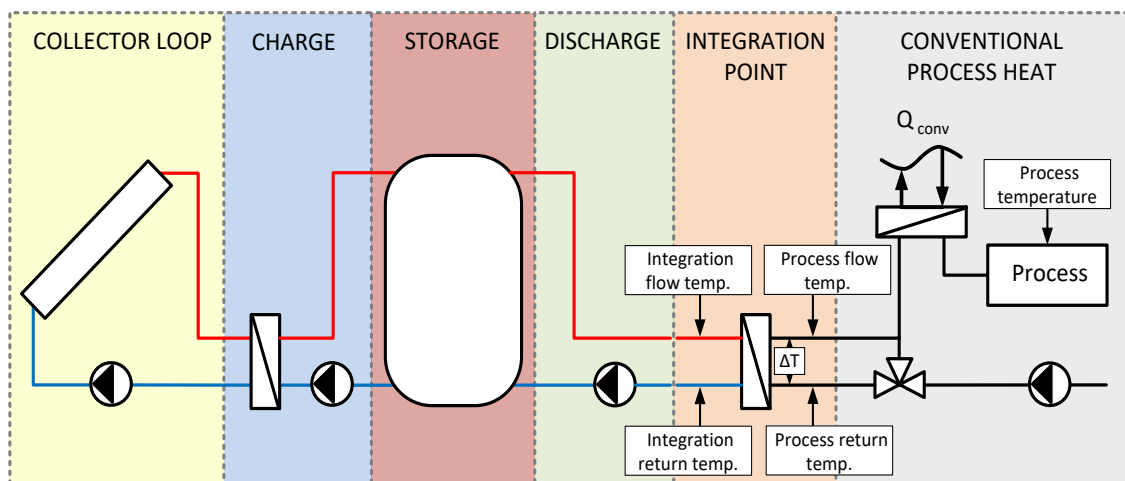 COLLECTOR LOOP
CHARGE
STORAGE
DISCHARGE
INTEGRATION
POINT
CONVENTIONAL
PROCESS HEAT
Q conv
Process
temperature
Process
Integration
flow temp.
Process flow
temp.
ΔT
Integration
return temp.
Process return
temp.